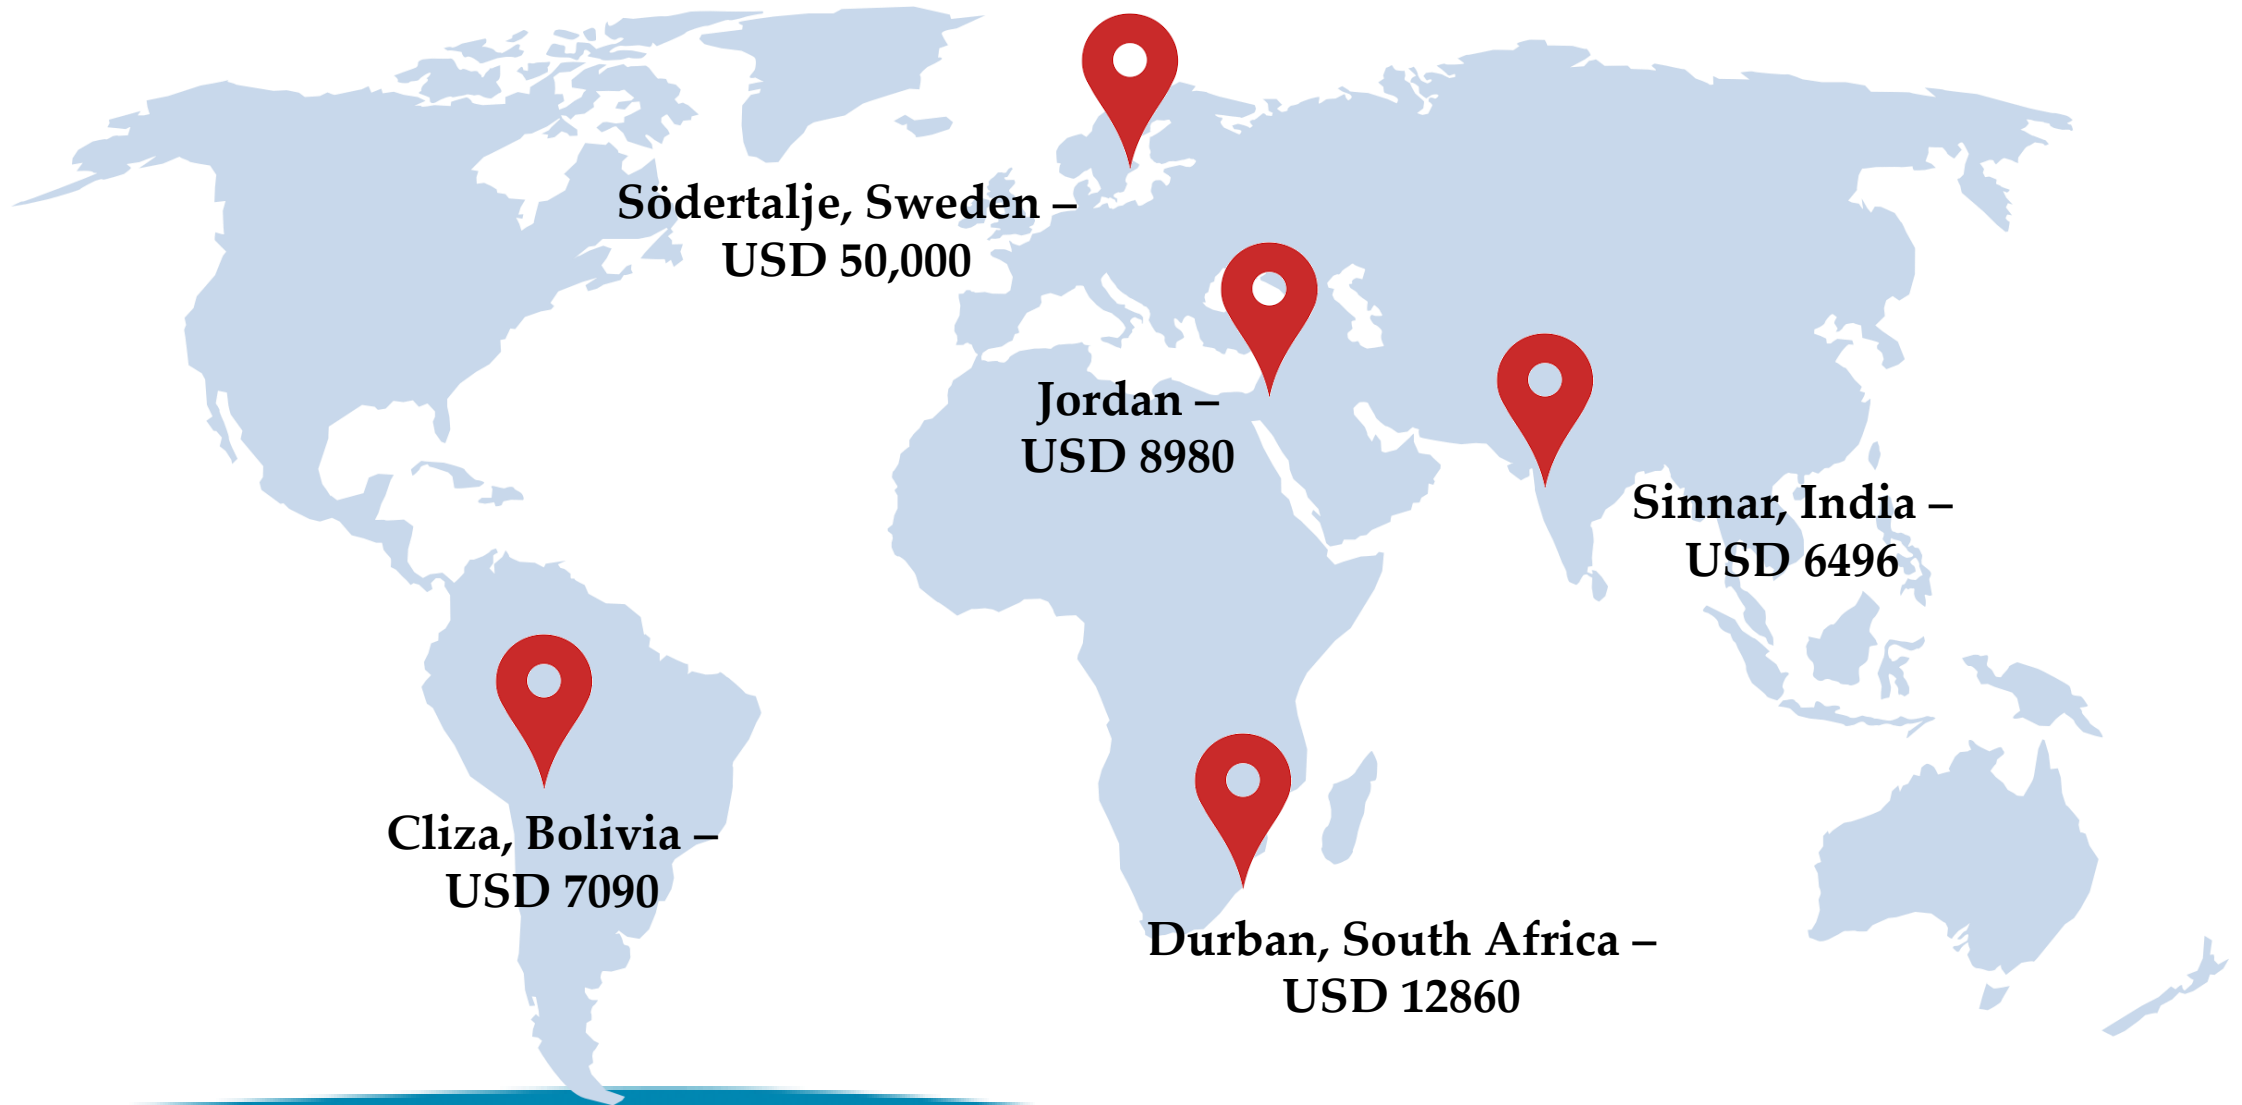 Södertalje, Sweden –
USD 50,000
Jordan –
USD 8980
Sinnar, India –
USD 6496
Cliza, Bolivia –
USD 7090
Durban, South Africa –
USD 12860